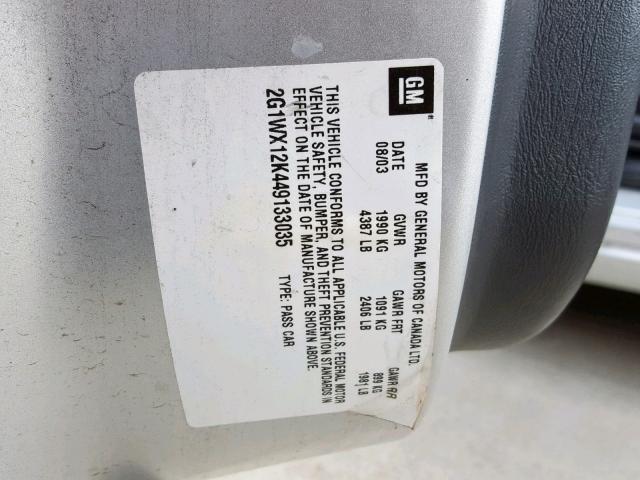 GM
MFD BY GENERAL MOTORS OF CANADA LTD.
DATE GVWR GAWR FRT GAWR RR
08/03 1990 KG 1091 KG 899 KG
4387 LB 2406 LB 1981 LB
THIS VEHICLE CONFORMS TO ALL APPLICABLE U.S. FEDERAL MOTOR
VEHICLE SAFETY, BUMPER, AND THEFT PREVENTION STANDARDS IN
EFFECT ON THE DATE OF MANUFACTURE SHOWN ABOVE.
2G1WX12K449133035 TYPE: PASS CAR